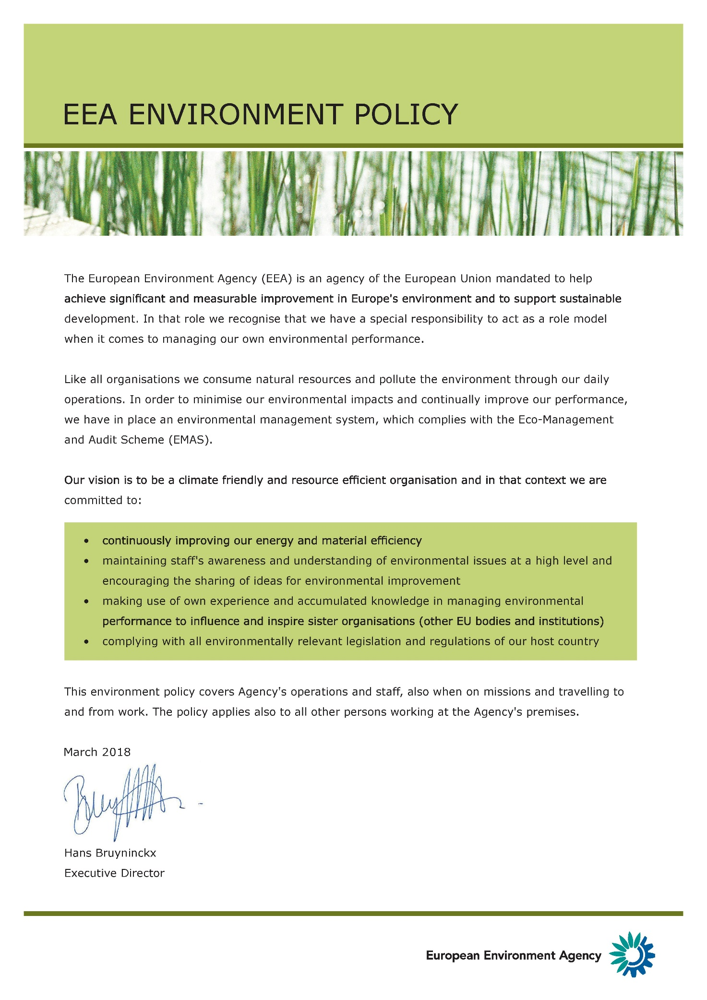 EEA ENVIRONMENT POLICY
The European Environment Agency (EEA) is an agency of the European Union mandated to help
achieve significant and measurable improvement in Europe's environment and to support sustainable
development. In that role we recognise that we have a special responsibility to act as a role model
when it comes to managing our own environmental performance.
Like all organisations we consume natural resources and pollute the environment through our daily
operations. In order to minimise our environmental impacts and continually improve our performance,
we have in place an environmental management system, which complies with the Eco-Management
and Audit Scheme (EMAS).
Our vision is to be a climate friendly and resource efficient organisation and in that context we are
committed to:
• continuously improving our energy and material efficiency
• maintaining staff's awareness and understanding of environmental issues at a high level and
encouraging the sharing of ideas for environmental improvement
• making use of own experience and accumulated knowledge in managing environmental
performance to influence and inspire sister organisations (other EU bodies and institutions)
• complying with all environmentally relevant legislation and regulations of our host country
This environment policy covers Agency's operations and staff, also when on missions and travelling to
and from work. The policy applies also to all other persons working at the Agency's premises.
March 2018
Hans Bruyninckx
Executive Director
European Environment Agency